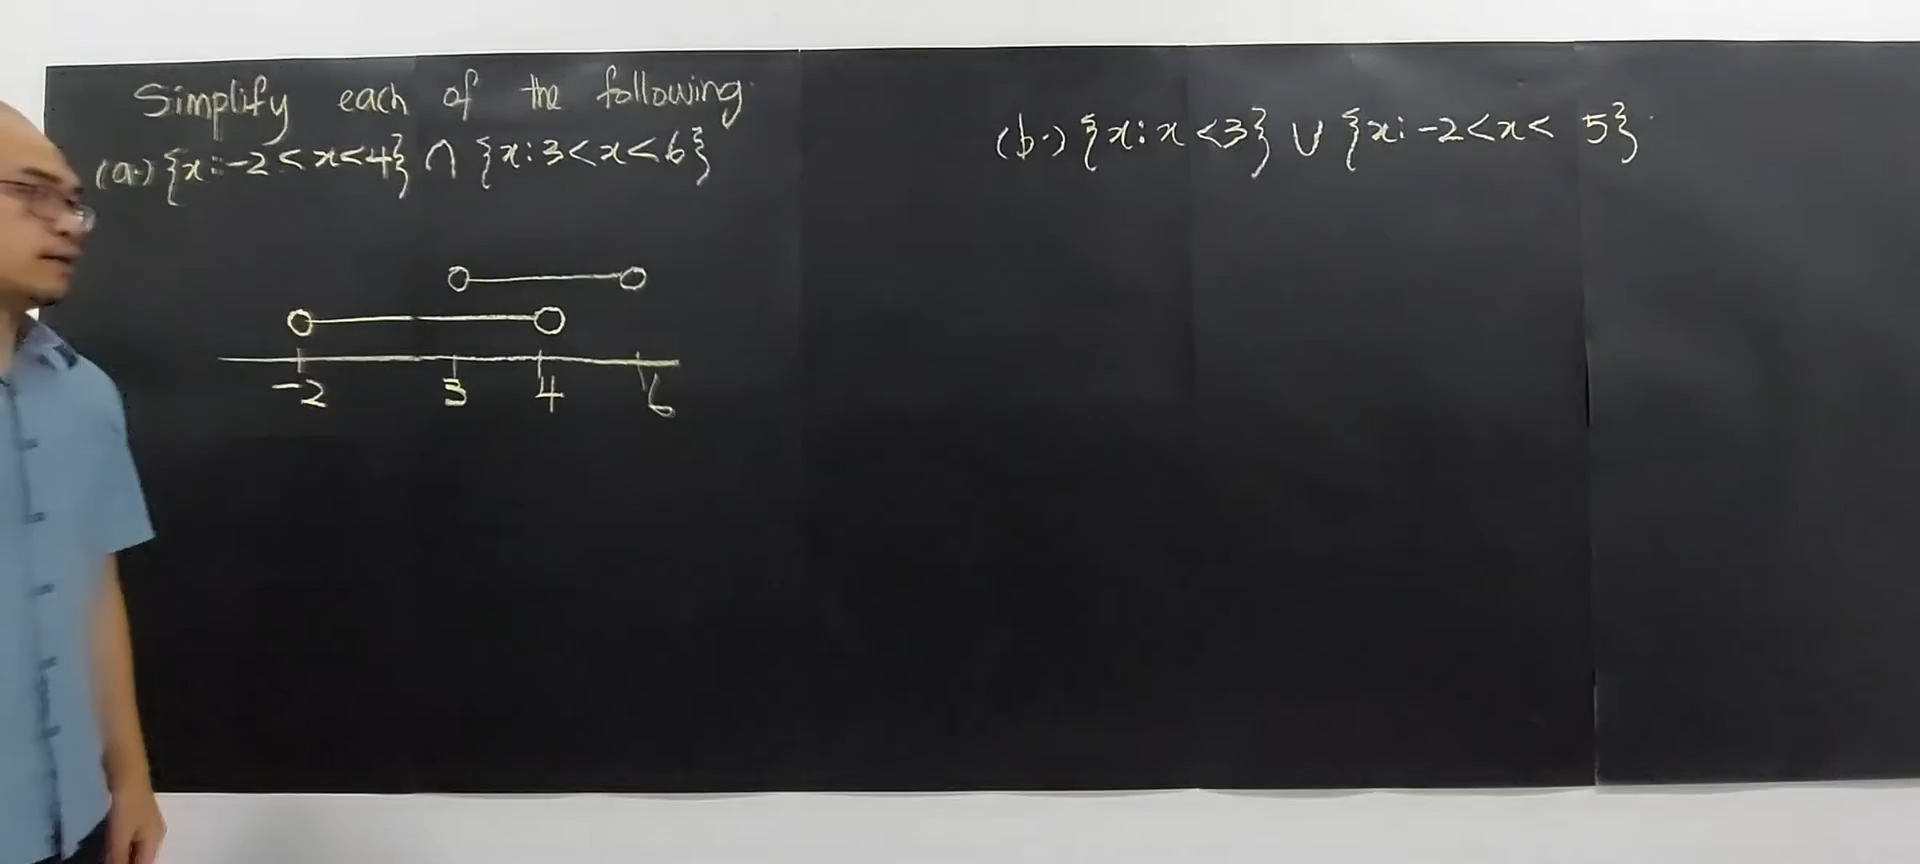 Simplify each of the following.
(a.) {x: -2 < x < 4} ∩ {x: 3 < x < 6}
-2 3 4 6
(b.) {x: x < 3} ∪ {x: -2 < x < 5}.